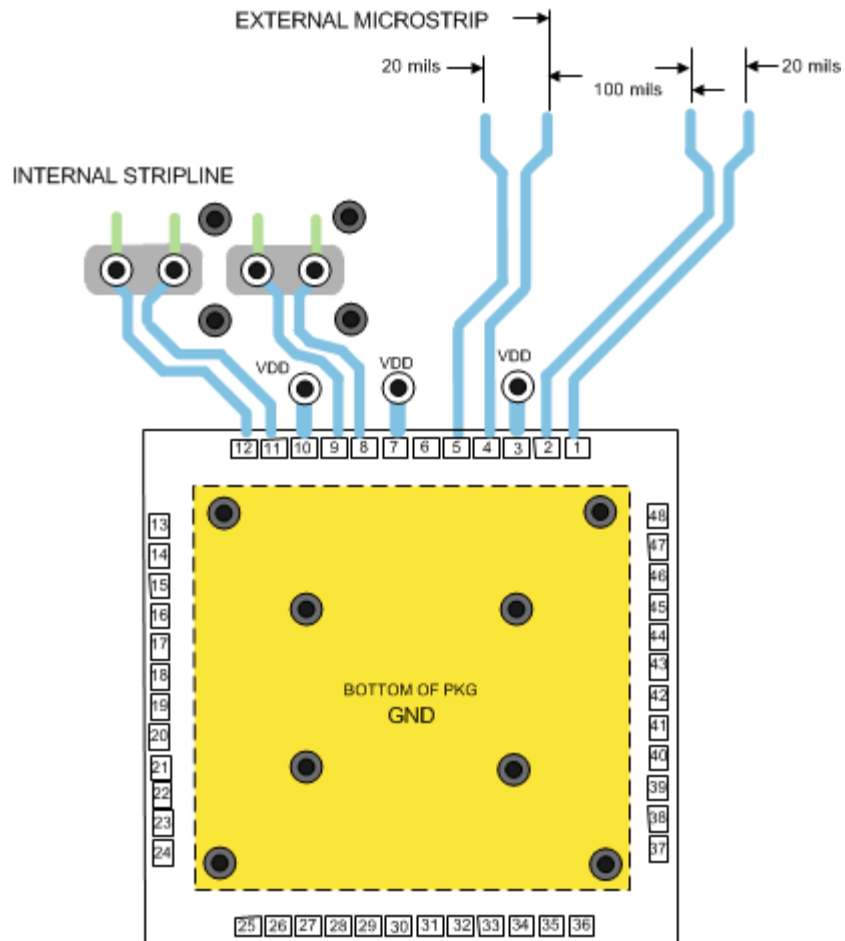 EXTERNAL MICROSTRIP
20 mils
20 mils
100 mils
INTERNAL STRIPLINE
VDD
VDD
VDD
12 11 10 9 8 7 6 5 4 3 2 1
13
14
15
16
17
18
19
20
21
22
23
24
48
47
46
45
44
43
42
41
40
39
38
37
BOTTOM OF PKG
GND
25 26 27 28 29 30 31 32 33 34 35 36